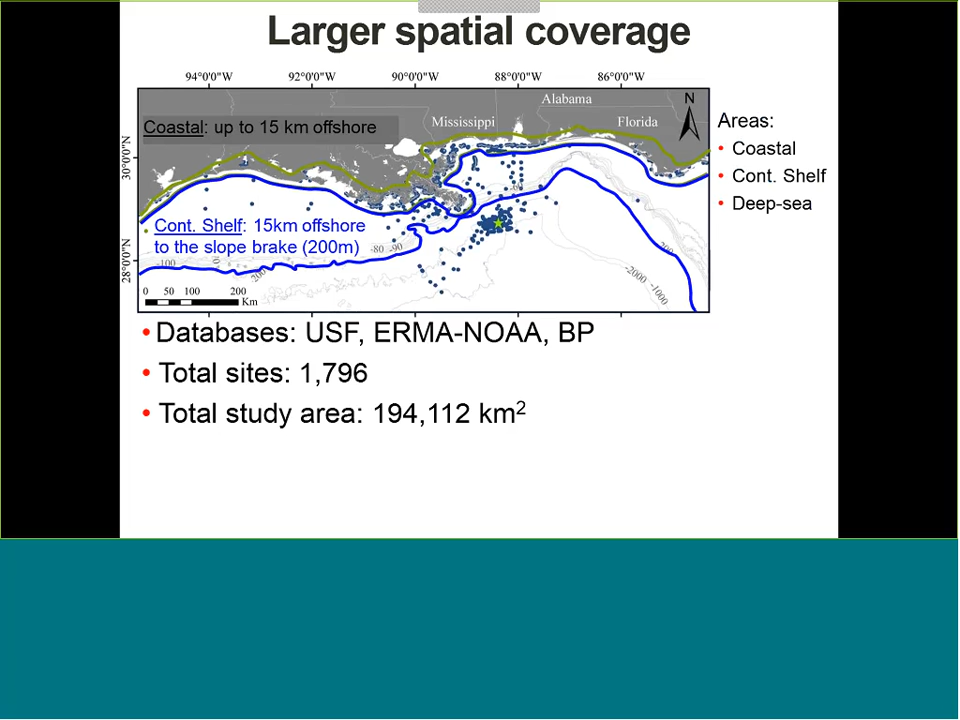 Larger spatial coverage
94°0'0"W 92°0'0"W 90°0'0"W 88°0'0"W 86°0'0"W
N
Alabama
Mississippi
Florida
Coastal: up to 15 km offshore
30°0'0"N
Areas:
• Coastal
• Cont. Shelf
• Deep-sea
Cont. Shelf: 15km offshore
to the slope brake (200m)
-80 -90
-100
-200
-2000
-1000
28°0'0"N
0 50 100 200
Km
• Databases: USF, ERMA-NOAA, BP
• Total sites: 1,796
• Total study area: 194,112 km²